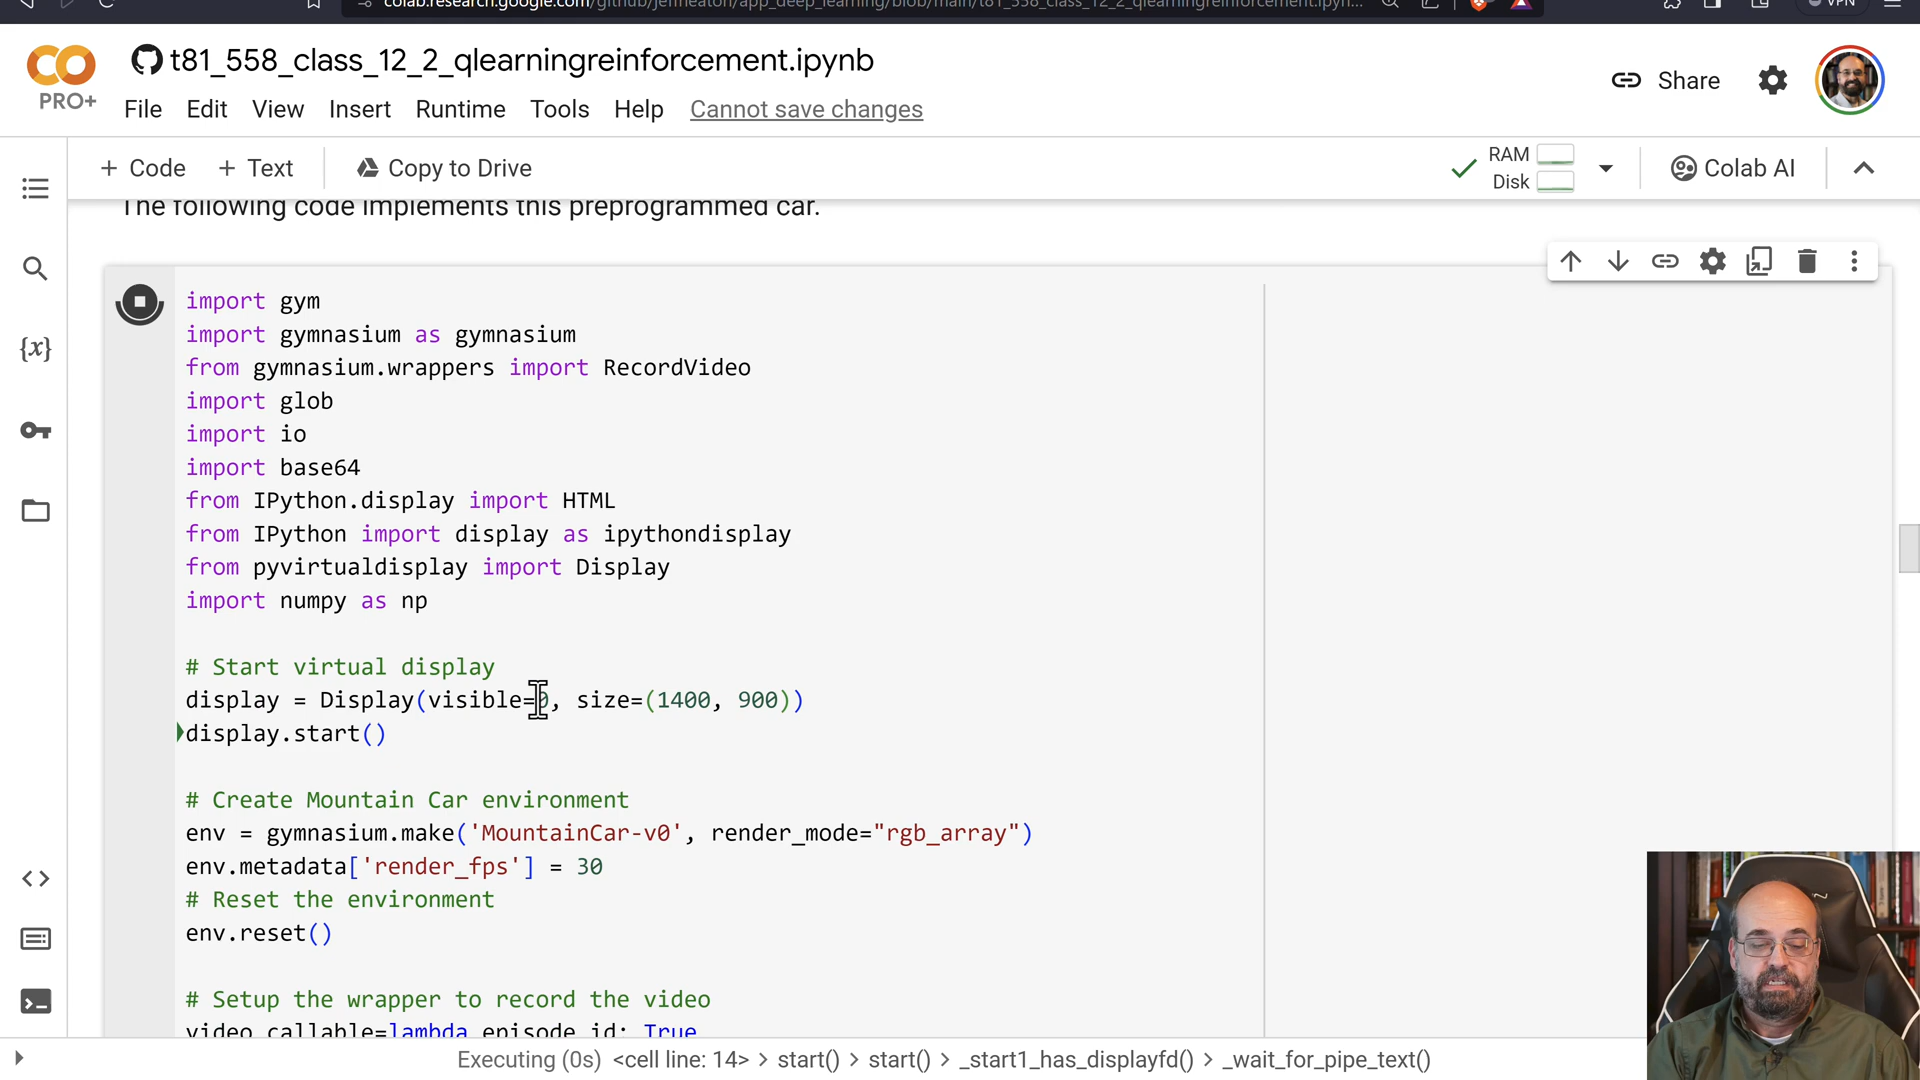 colab.research.google.com/github/jeffheaton/app_deep_learning/blob/main/t81_558_class_12_2_qlearningreinforcement.ipyn...
VPN
t81_558_class_12_2_qlearningreinforcement.ipynb
PRO+
File Edit View Insert Runtime Tools Help Cannot save changes
Share
+ Code + Text Copy to Drive
RAM
Disk
Colab AI
The following code implements this preprogrammed car.
{x}
import gym
import gymnasium as gymnasium
from gymnasium.wrappers import RecordVideo
import glob
import io
import base64
from IPython.display import HTML
from IPython import display as ipythondisplay
from pyvirtualdisplay import Display
import numpy as np
# Start virtual display
display = Display(visible=0, size=(1400, 900))
display.start()
# Create Mountain Car environment
env = gymnasium.make('MountainCar-v0', render_mode="rgb_array")
env.metadata['render_fps'] = 30
# Reset the environment
env.reset()
# Setup the wrapper to record the video
video_callable=lambda episode_id: True
Executing (0s) <cell line: 14> > start() > start() > _start1_has_displayfd() > _wait_for_pipe_text()